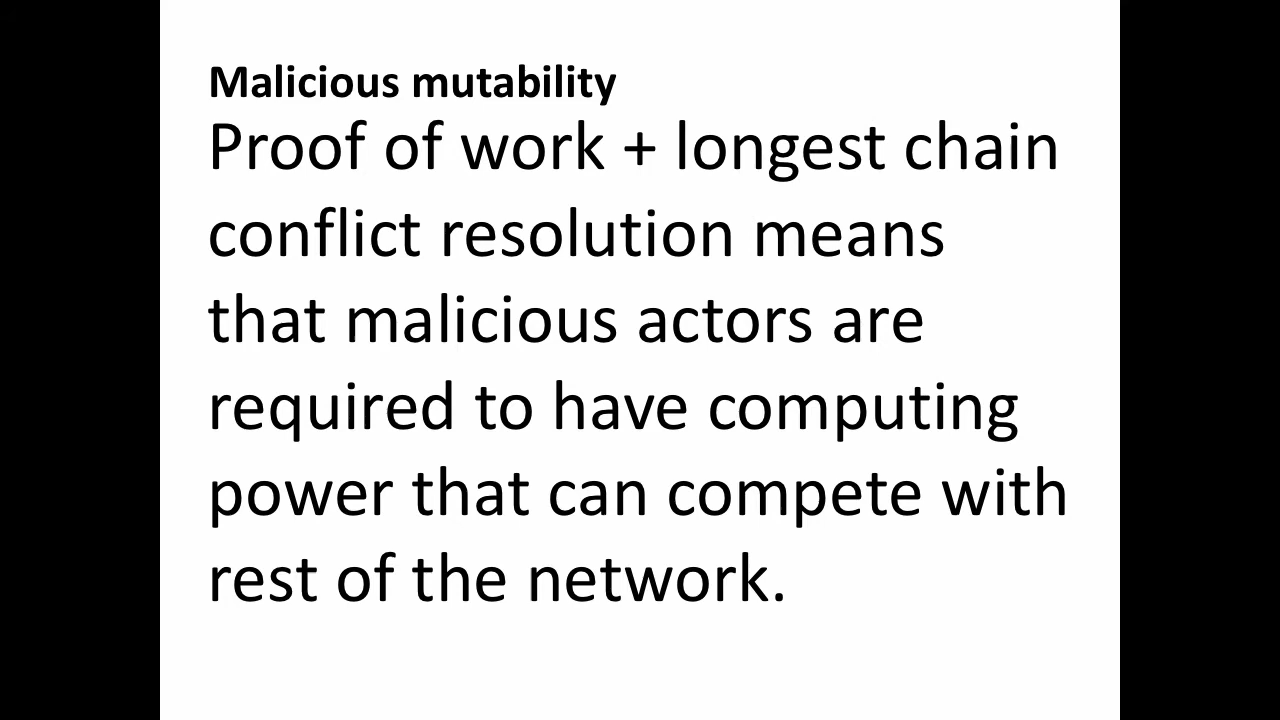 Malicious mutability
Proof of work + longest chain
conflict resolution means
that malicious actors are
required to have computing
power that can compete with
rest of the network.